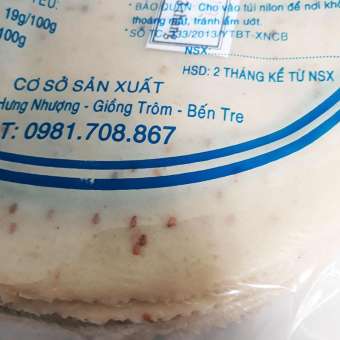 19g/100g
100g
* BẢO QUẢN: Cho vào túi nilon để nơi
thoáng mát, tránh ẩm ướt.
* SỐ TC: 33/2013/YTBT-XNCB
NSX:
HSD: 2 THÁNG KỂ TỪ NSX
CƠ SỞ SẢN XUẤT
Hưng Nhượng - Giồng Trôm - Bến Tre
T: 0981.708.867